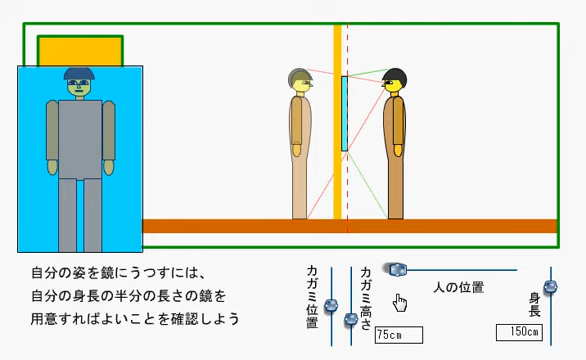 自分の姿を鏡にうつすには、
自分の身長の半分の長さの鏡を
用意すればよいことを確認しよう
カガミ位置
カガミ高さ
75cm
人の位置
身長
150cm